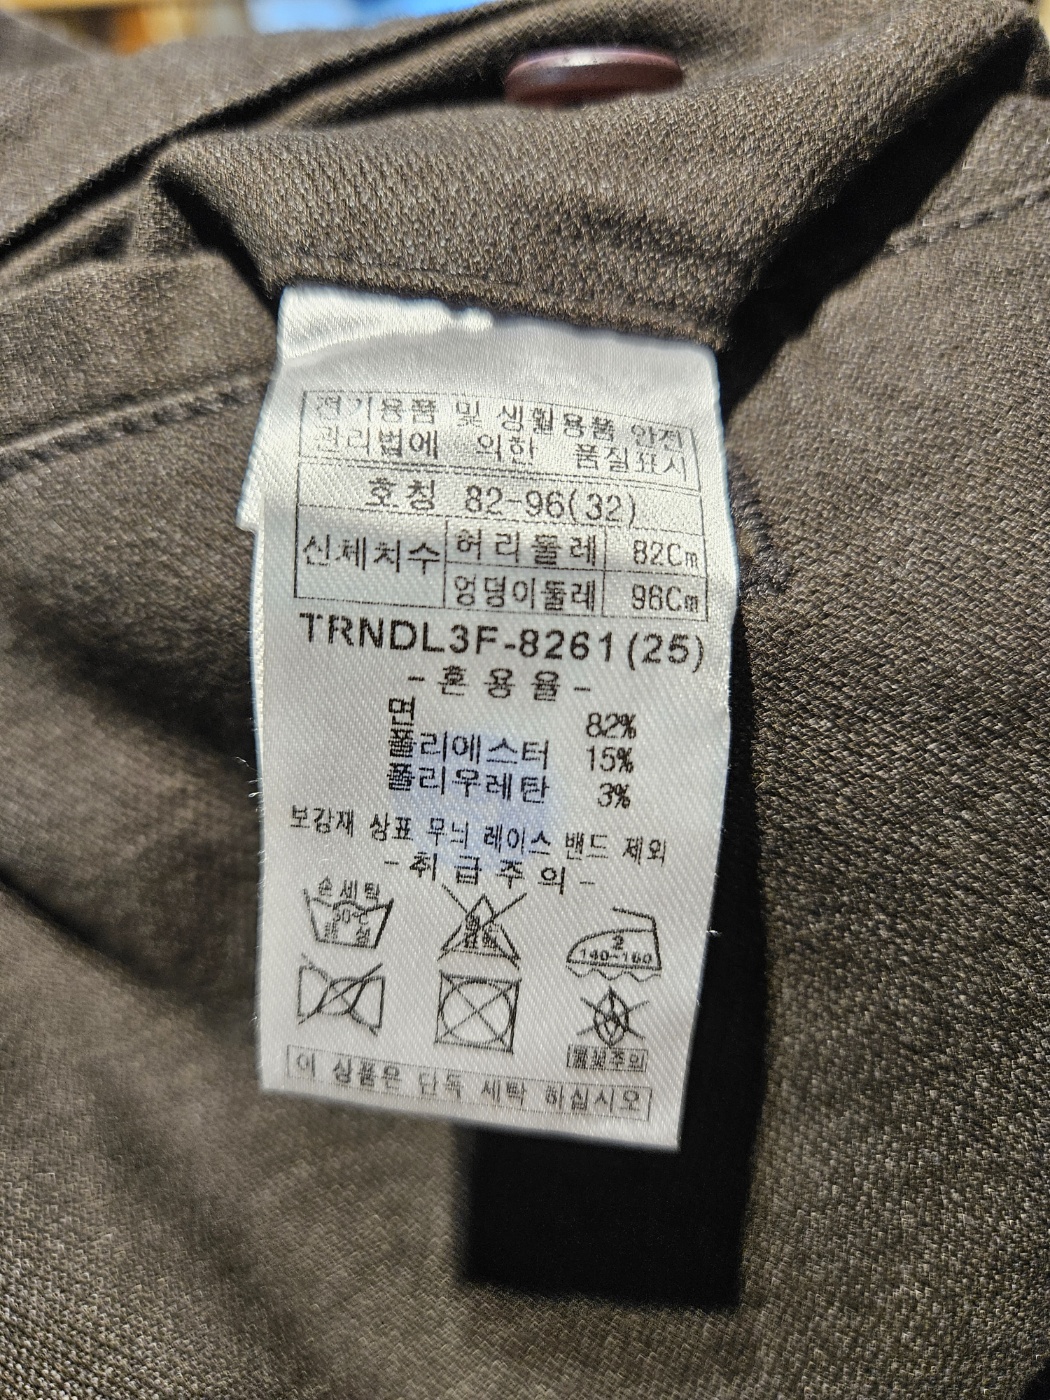 전기용품 및 생활용품 안전
관리법에 의한 품질표시
호칭 82-96(32)
신체치수 허리둘레 82Cm
엉덩이둘레 96Cm
TRNDL3F-8261(25)
-혼용율-
면 82%
폴리에스터 15%
폴리우레탄 3%
보강재 상표 무늬 레이스 밴드 제외
-취급주의-
손세탁
30℃
2
140~160
이 상품은 단독 세탁 하십시오